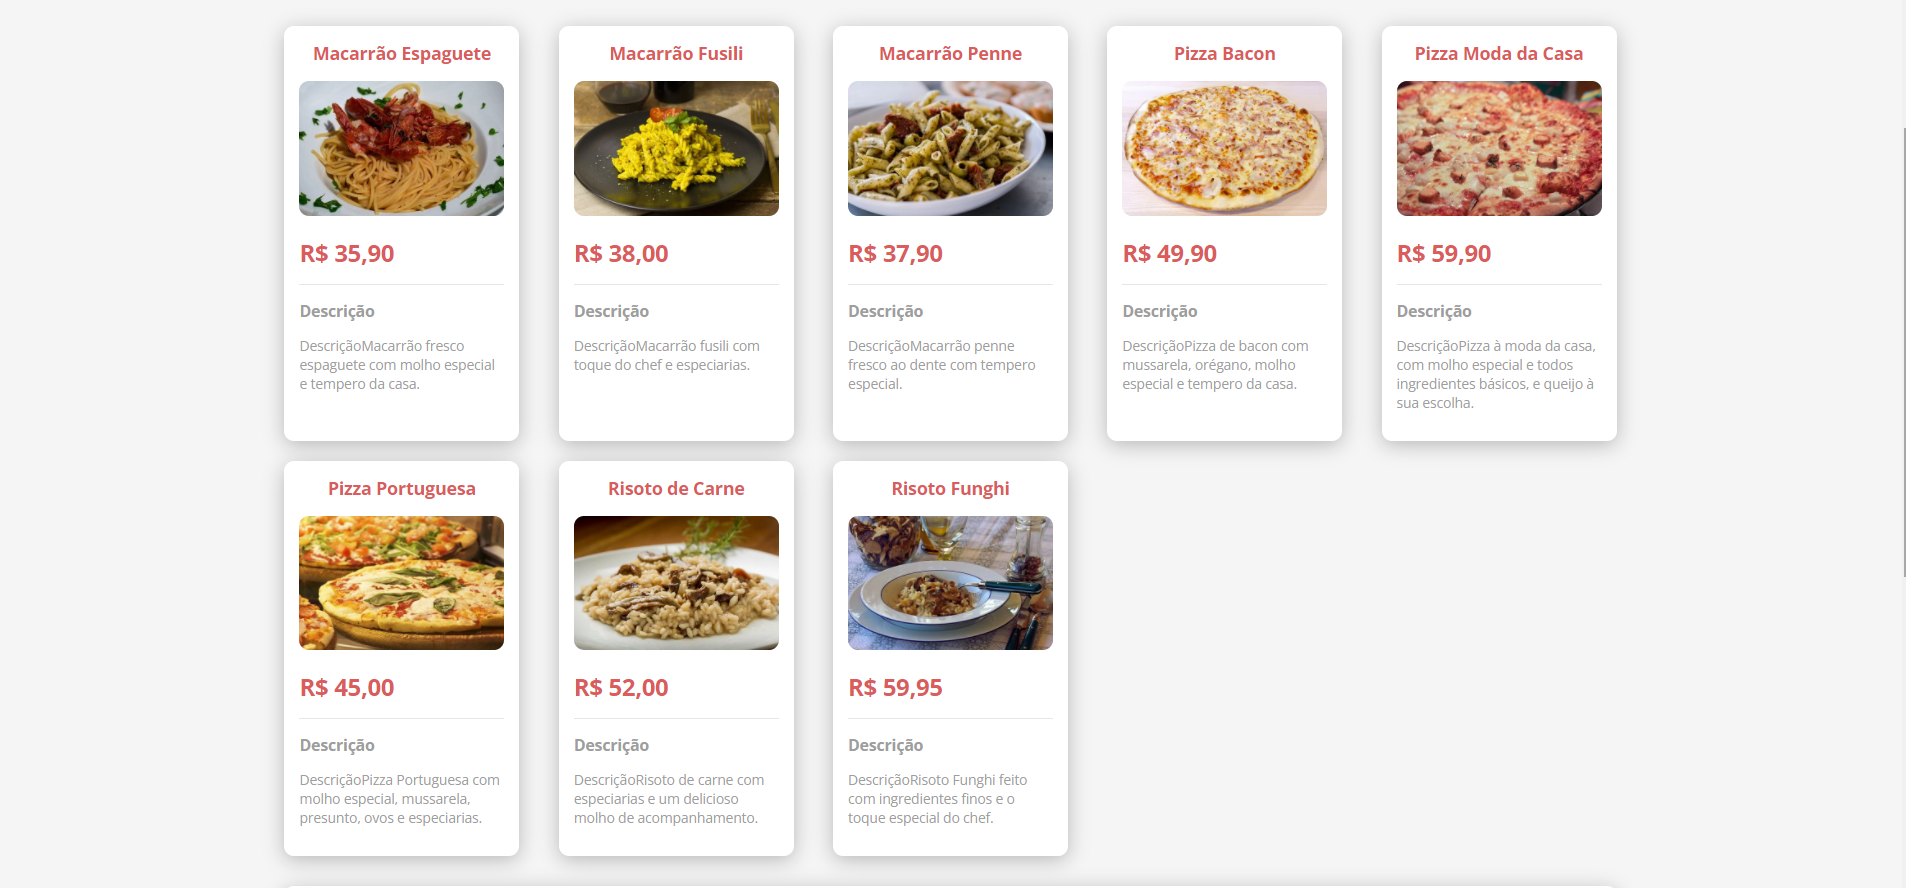 Macarrão Espaguete
R$ 35,90
Descrição
DescriçãoMacarrão fresco
espaguete com molho especial
e tempero da casa.
Macarrão Fusili
R$ 38,00
Descrição
DescriçãoMacarrão fusili com
toque do chef e especiarias.
Macarrão Penne
R$ 37,90
Descrição
DescriçãoMacarrão penne
fresco ao dente com tempero
especial.
Pizza Bacon
R$ 49,90
Descrição
DescriçãoPizza de bacon com
mussarela, orégano, molho
especial e tempero da casa.
Pizza Moda da Casa
R$ 59,90
Descrição
DescriçãoPizza à moda da casa,
com molho especial e todos
ingredientes básicos, e queijo à
sua escolha.
Pizza Portuguesa
R$ 45,00
Descrição
DescriçãoPizza Portuguesa com
molho especial, mussarela,
presunto, ovos e especiarias.
Risoto de Carne
R$ 52,00
Descrição
DescriçãoRisoto de carne com
especiarias e um delicioso
molho de acompanhamento.
Risoto Funghi
R$ 59,95
Descrição
DescriçãoRisoto Funghi feito
com ingredientes finos e o
toque especial do chef.